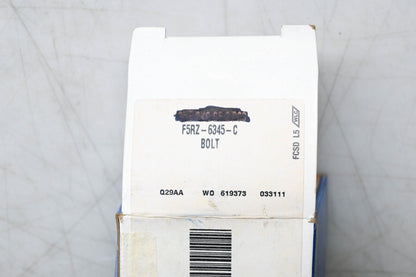 F5RZ-6345-C
BOLT
Q29AA WO 619373 033111
FCSD L5